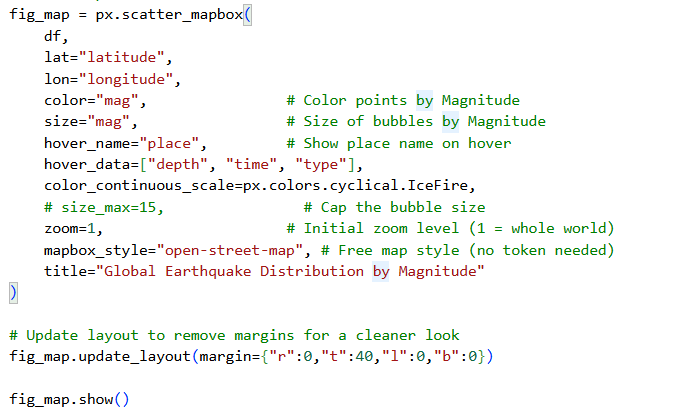 fig_map = px.scatter_mapbox(
    df,
    lat="latitude",
    lon="longitude",
    color="mag",                # Color points by Magnitude
    size="mag",                 # Size of bubbles by Magnitude
    hover_name="place",         # Show place name on hover
    hover_data=["depth", "time", "type"],
    color_continuous_scale=px.colors.cyclical.IceFire,
    # size_max=15,                # Cap the bubble size
    zoom=1,                     # Initial zoom level (1 = whole world)
    mapbox_style="open-street-map", # Free map style (no token needed)
    title="Global Earthquake Distribution by Magnitude"
)

# Update layout to remove margins for a cleaner look
fig_map.update_layout(margin={"r":0,"t":40,"l":0,"b":0})

fig_map.show()